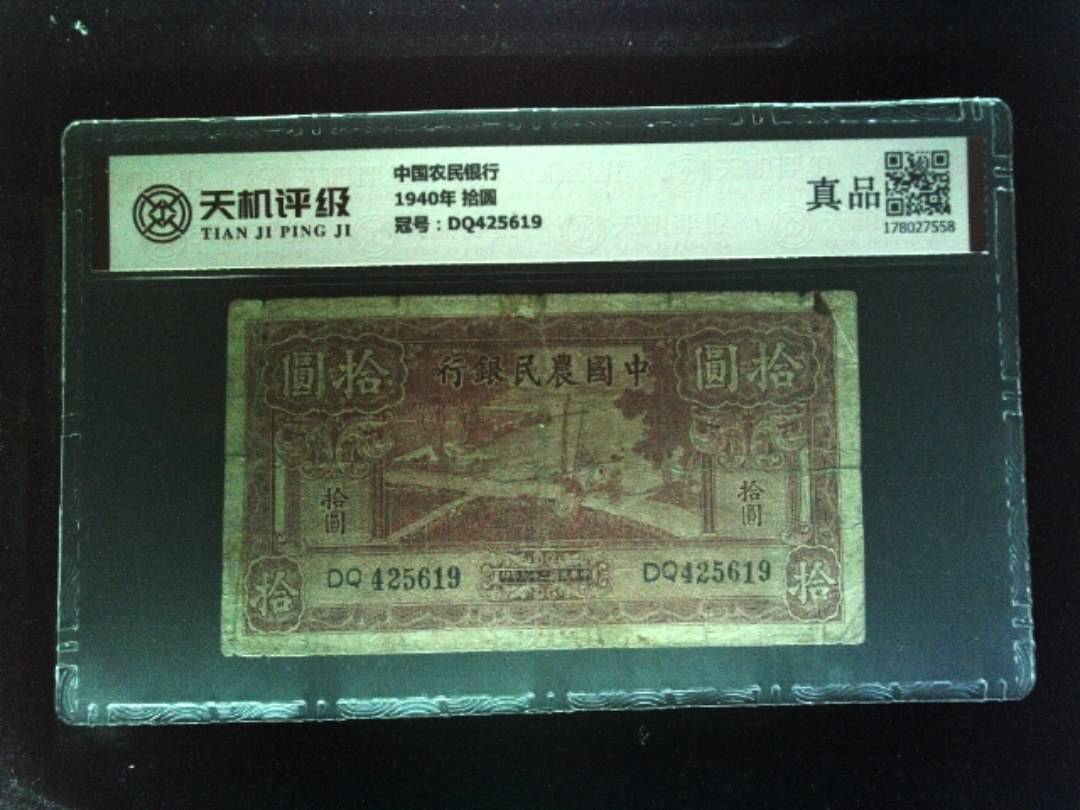 天机评级
TIAN JI PING JI
中国农民银行
1940年 拾圆
冠号：DQ425619
真品
178027558
拾圓
行銀民農國中
拾圓
拾圓
拾圓
DQ 425619
DQ425619
拾
拾